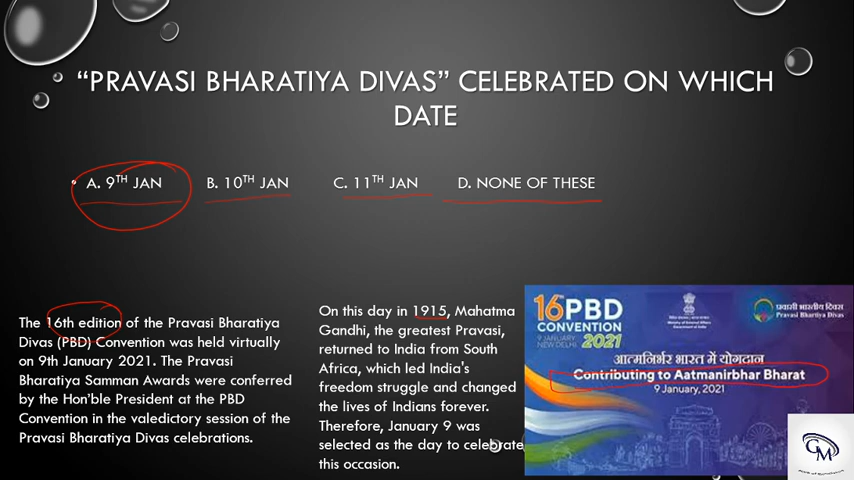 “PRAVASI BHARATIYA DIVAS” CELEBRATED ON WHICH
DATE
• A. 9TH JAN B. 10TH JAN C. 11TH JAN D. NONE OF THESE
The 16th edition of the Pravasi Bharatiya
Divas (PBD) Convention was held virtually
on 9th January 2021. The Pravasi
Bharatiya Samman Awards were conferred
by the Hon'ble President at the PBD
Convention in the valedictory session of the
Pravasi Bharatiya Divas celebrations.
On this day in 1915, Mahatma
Gandhi, the greatest Pravasi,
returned to India from South
Africa, which led India's
freedom struggle and changed
the lives of Indians forever.
Therefore, January 9 was
selected as the day to celebrate
this occasion.
16 PBD
CONVENTION
9 JANUARY
NEW DELHI 2021
प्रवासी भारतीय दिवस
Pravasi Bhartiya Divas
आत्मनिर्भर भारत में योगदान
Contributing to Aatmanirbhar Bharat
9 January, 2021
GM